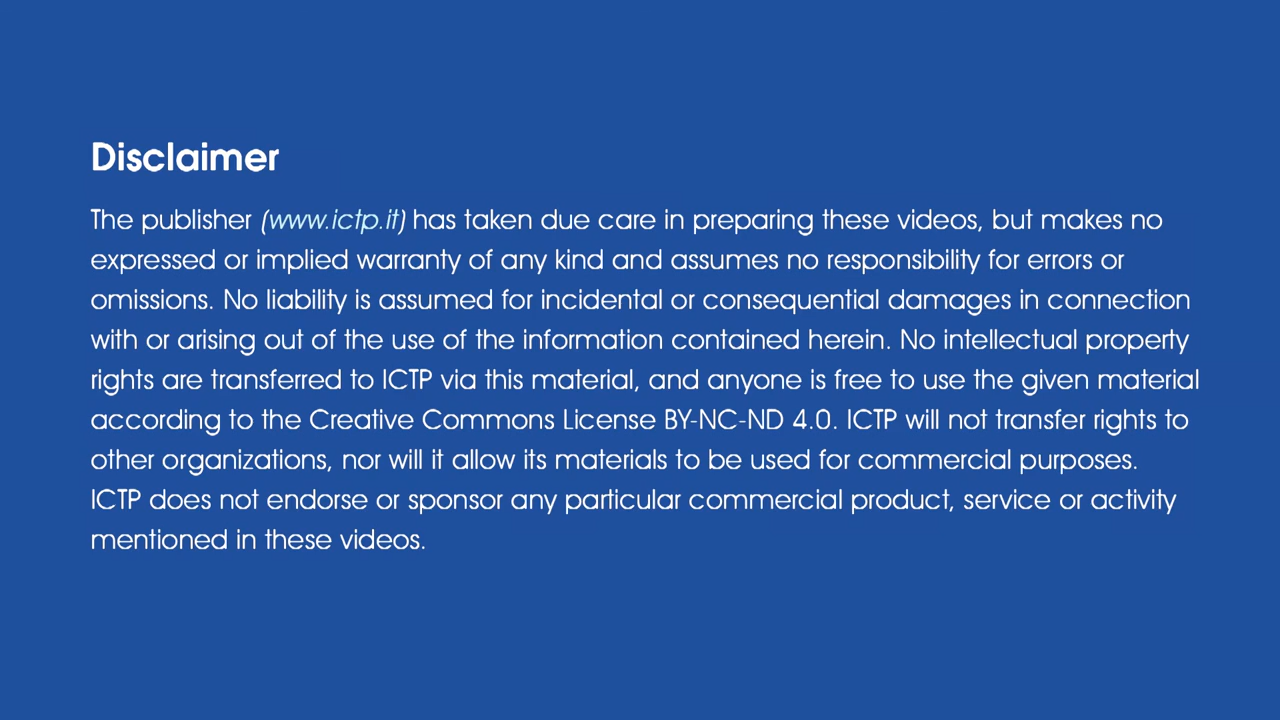 Disclaimer
The publisher (www.ictp.it) has taken due care in preparing these videos, but makes no
expressed or implied warranty of any kind and assumes no responsibility for errors or
omissions. No liability is assumed for incidental or consequential damages in connection
with or arising out of the use of the information contained herein. No intellectual property
rights are transferred to ICTP via this material, and anyone is free to use the given material
according to the Creative Commons License BY-NC-ND 4.0. ICTP will not transfer rights to
other organizations, nor will it allow its materials to be used for commercial purposes.
ICTP does not endorse or sponsor any particular commercial product, service or activity
mentioned in these videos.